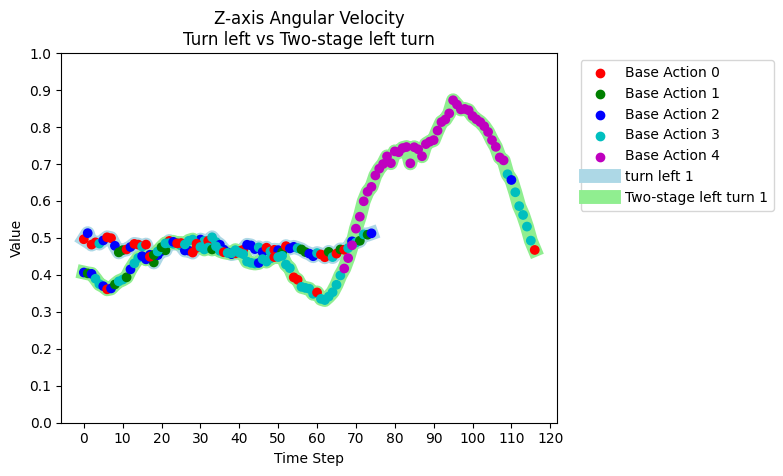 Z-axis Angular Velocity
Turn left vs Two-stage left turn
1.0
0.9
0.8
0.7
0.6
0.5
0.4
0.3
0.2
0.1
0.0
Value
0 10 20 30 40 50 60 70 80 90 100 110 120
Time Step
Base Action 0
Base Action 1
Base Action 2
Base Action 3
Base Action 4
turn left 1
Two-stage left turn 1